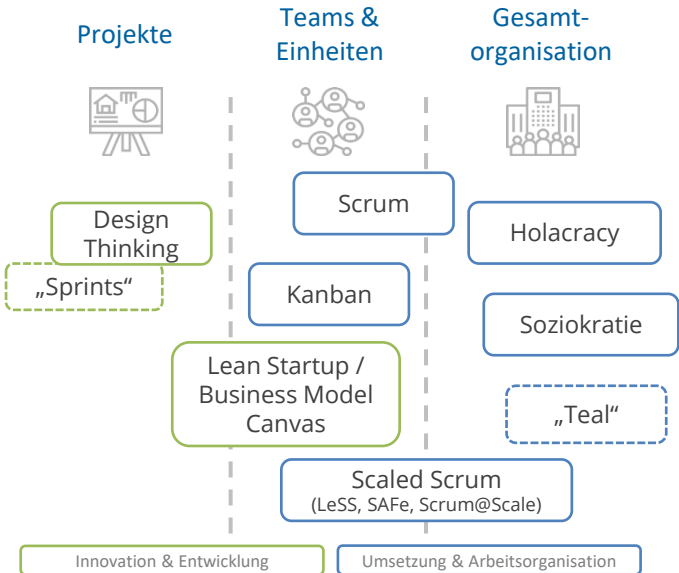 Projekte
Teams &
Einheiten
Gesamt-
organisation
Design
Thinking
„Sprints“
Scrum
Kanban
Lean Startup /
Business Model
Canvas
Holacracy
Soziokratie
„Teal“
Scaled Scrum
(LeSS, SAFe, Scrum@Scale)
Innovation & Entwicklung
Umsetzung & Arbeitsorganisation